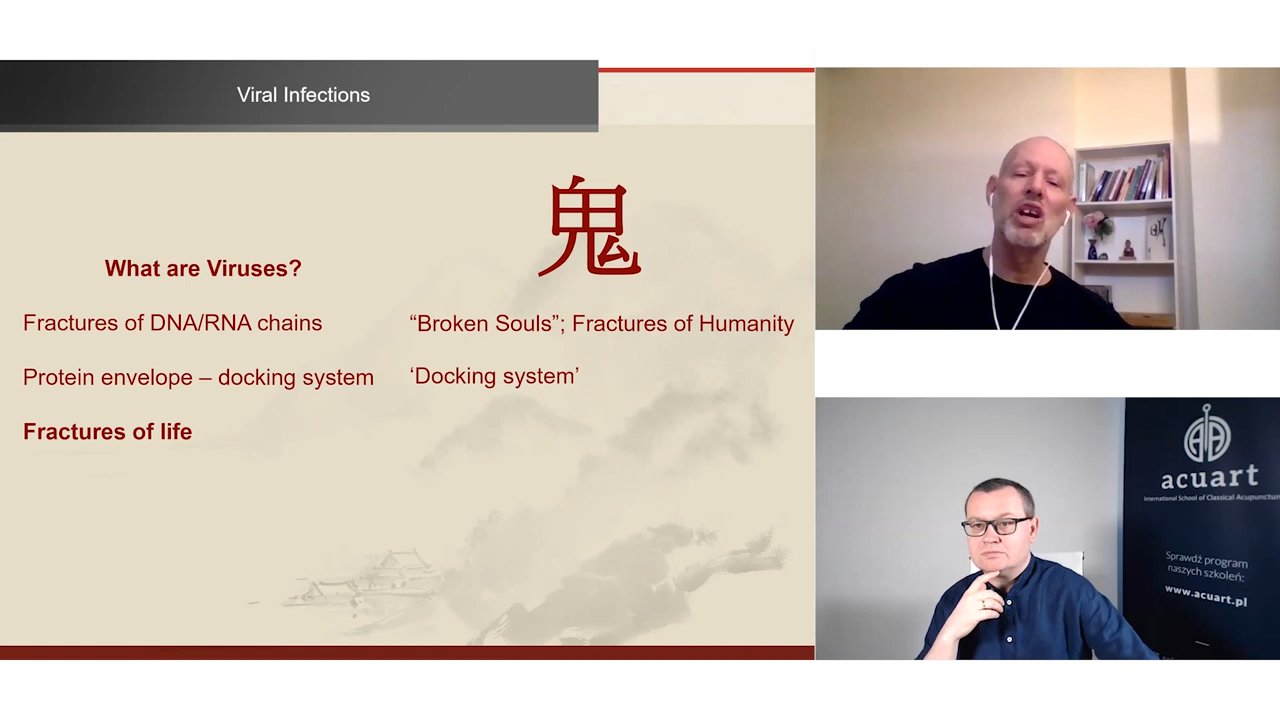 Viral Infections
鬼
What are Viruses?
Fractures of DNA/RNA chains
Protein envelope – docking system
Fractures of life
“Broken Souls”; Fractures of Humanity
‘Docking system’
acuart
International School of Classical Acupunctur
Sprawdź program
naszych szkoleń:
www.acuart.pl